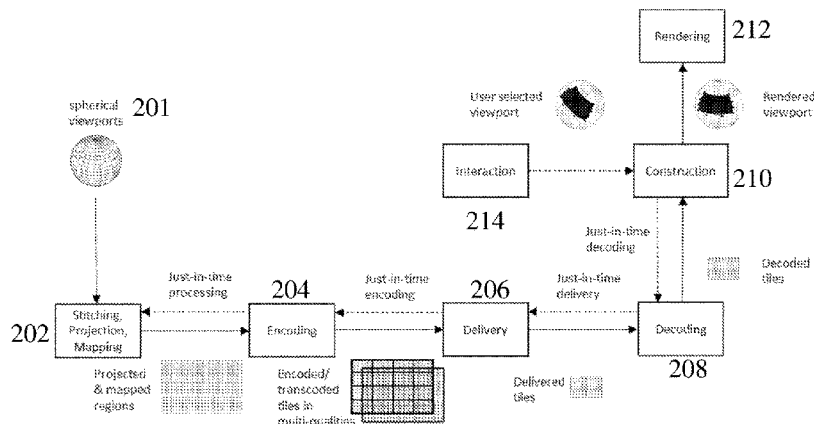 Rendering
212
User selected
viewport
Rendered
viewport
spherical
viewports
201
Interaction
214
Construction
210
Just-in-time
decoding
Decoded
tiles
Just-in-time
processing
204
Just-in-time
encoding
206
Just-in-time
delivery
202
Stitching,
Projection,
Mapping
Encoding
Delivery
Decoding
208
Projected
& mapped
regions
Encoded/
transcoded
tiles in
multi-qualities
Delivered
tiles